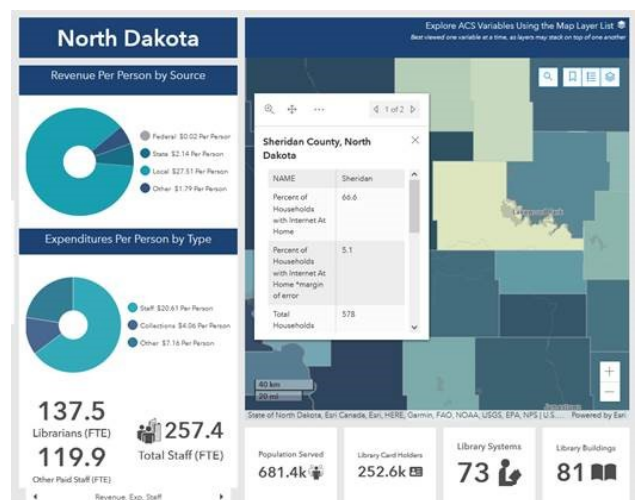 North Dakota
Revenue Per Person by Source
Federal $0.02 Per Person
State $2.14 Per Person
Local $27.51 Per Person
Other $1.79 Per Person
Expenditures Per Person by Type
Staff $20.61 Per Person
Collections $4.06 Per Person
Other $7.16 Per Person
137.5
Librarians (FTE)
119.9
Other Paid Staff (FTE)
257.4
Total Staff (FTE)
Revenue, Exp, Staff
Explore ACS Variables Using the Map Layer List
Best viewed one variable at a time, as layers may stack on top of one another
1 of 2
Sheridan County, North
Dakota
NAME Sheridan
Percent of 66.6
Households
with Internet At
Home
Percent of 5.1
Households
with Internet At
Home *margin
of error
Total 578
Households
40 km
20 mi
State of North Dakota, Esri Canada, Esri, HERE, Garmin, FAO, NOAA, USGS, EPA, NPS | U.S. ... Powered by Esri
Population Served
681.4k
Library Card Holders
252.6k
Library Systems
73
Library Buildings
81